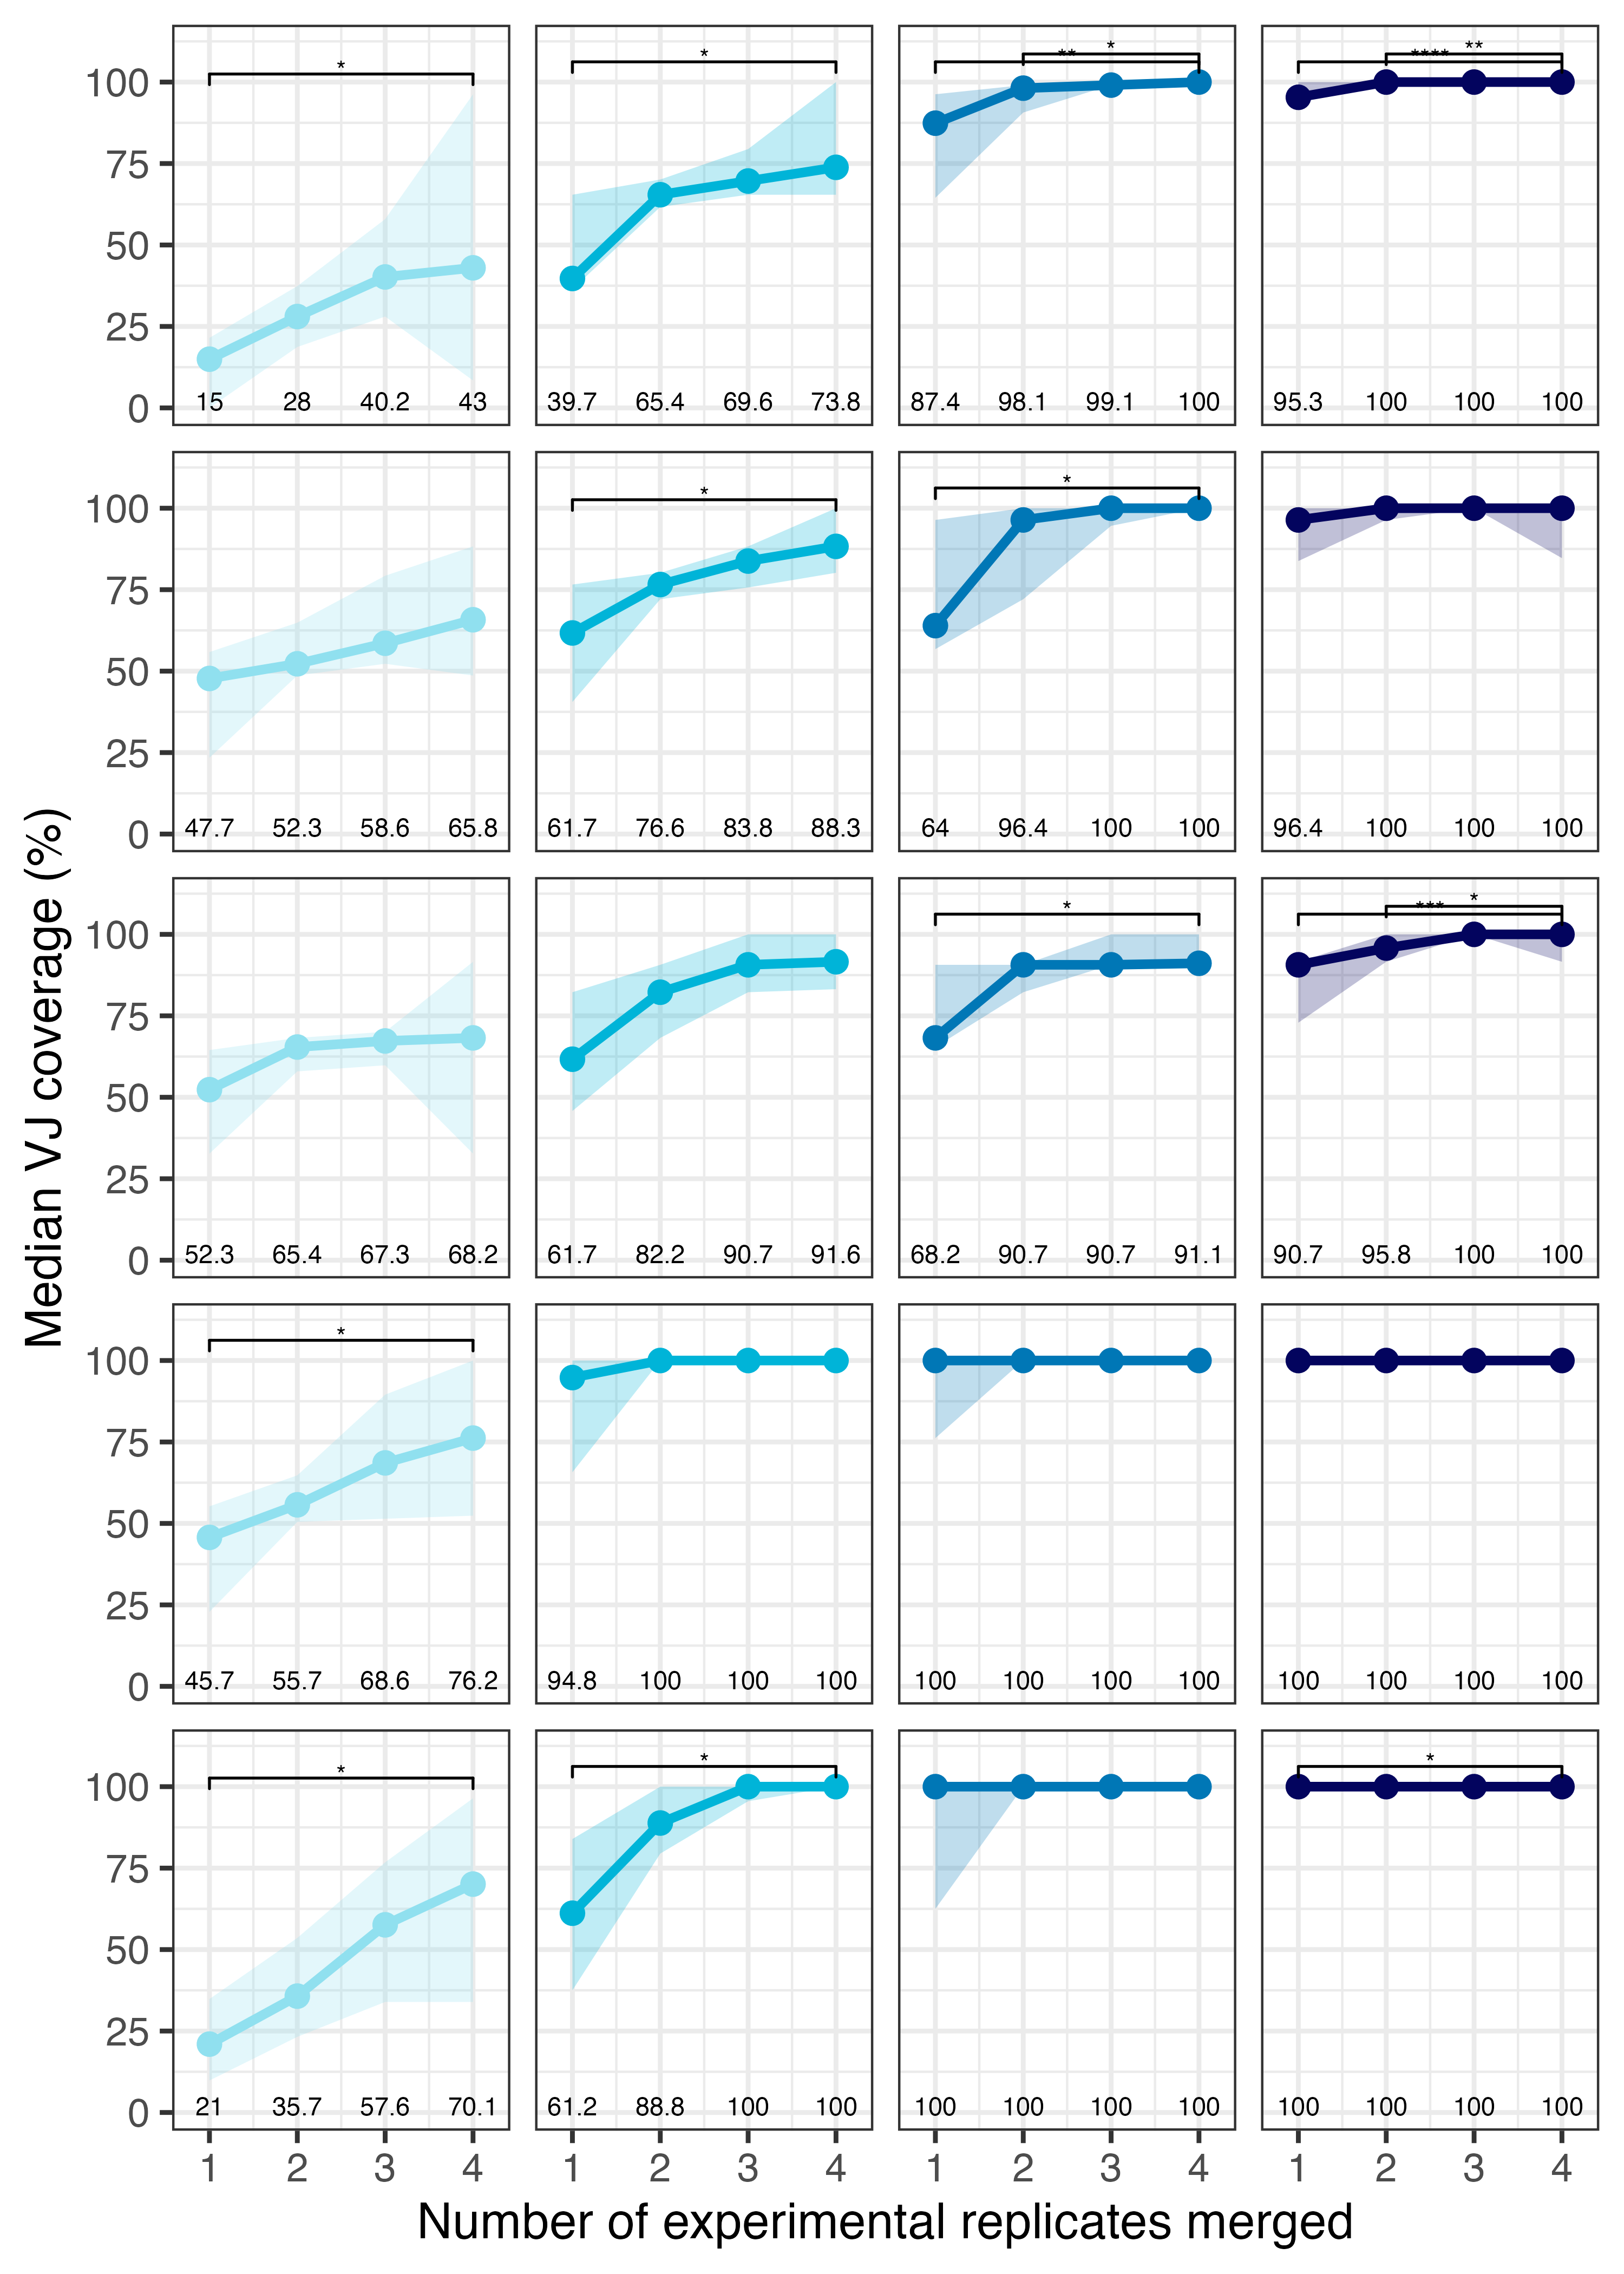 * * ** * **** **
100
75
50
25
0
15 28 40.2 43 39.7 65.4 69.6 73.8 87.4 98.1 99.1 100 95.3 100 100 100
* *
100
75
50
25
0
47.7 52.3 58.6 65.8 61.7 76.6 83.8 88.3 64 96.4 100 100 96.4 100 100 100
* *** *
100
75
50
25
0
52.3 65.4 67.3 68.2 61.7 82.2 90.7 91.6 68.2 90.7 90.7 91.1 90.7 95.8 100 100
*
100
75
50
25
0
45.7 55.7 68.6 76.2 94.8 100 100 100 100 100 100 100 100 100 100 100
* * *
100
75
50
25
0
21 35.7 57.6 70.1 61.2 88.8 100 100 100 100 100 100 100 100 100 100
1 2 3 4 1 2 3 4 1 2 3 4 1 2 3 4
Number of experimental replicates merged
Median VJ coverage (%)